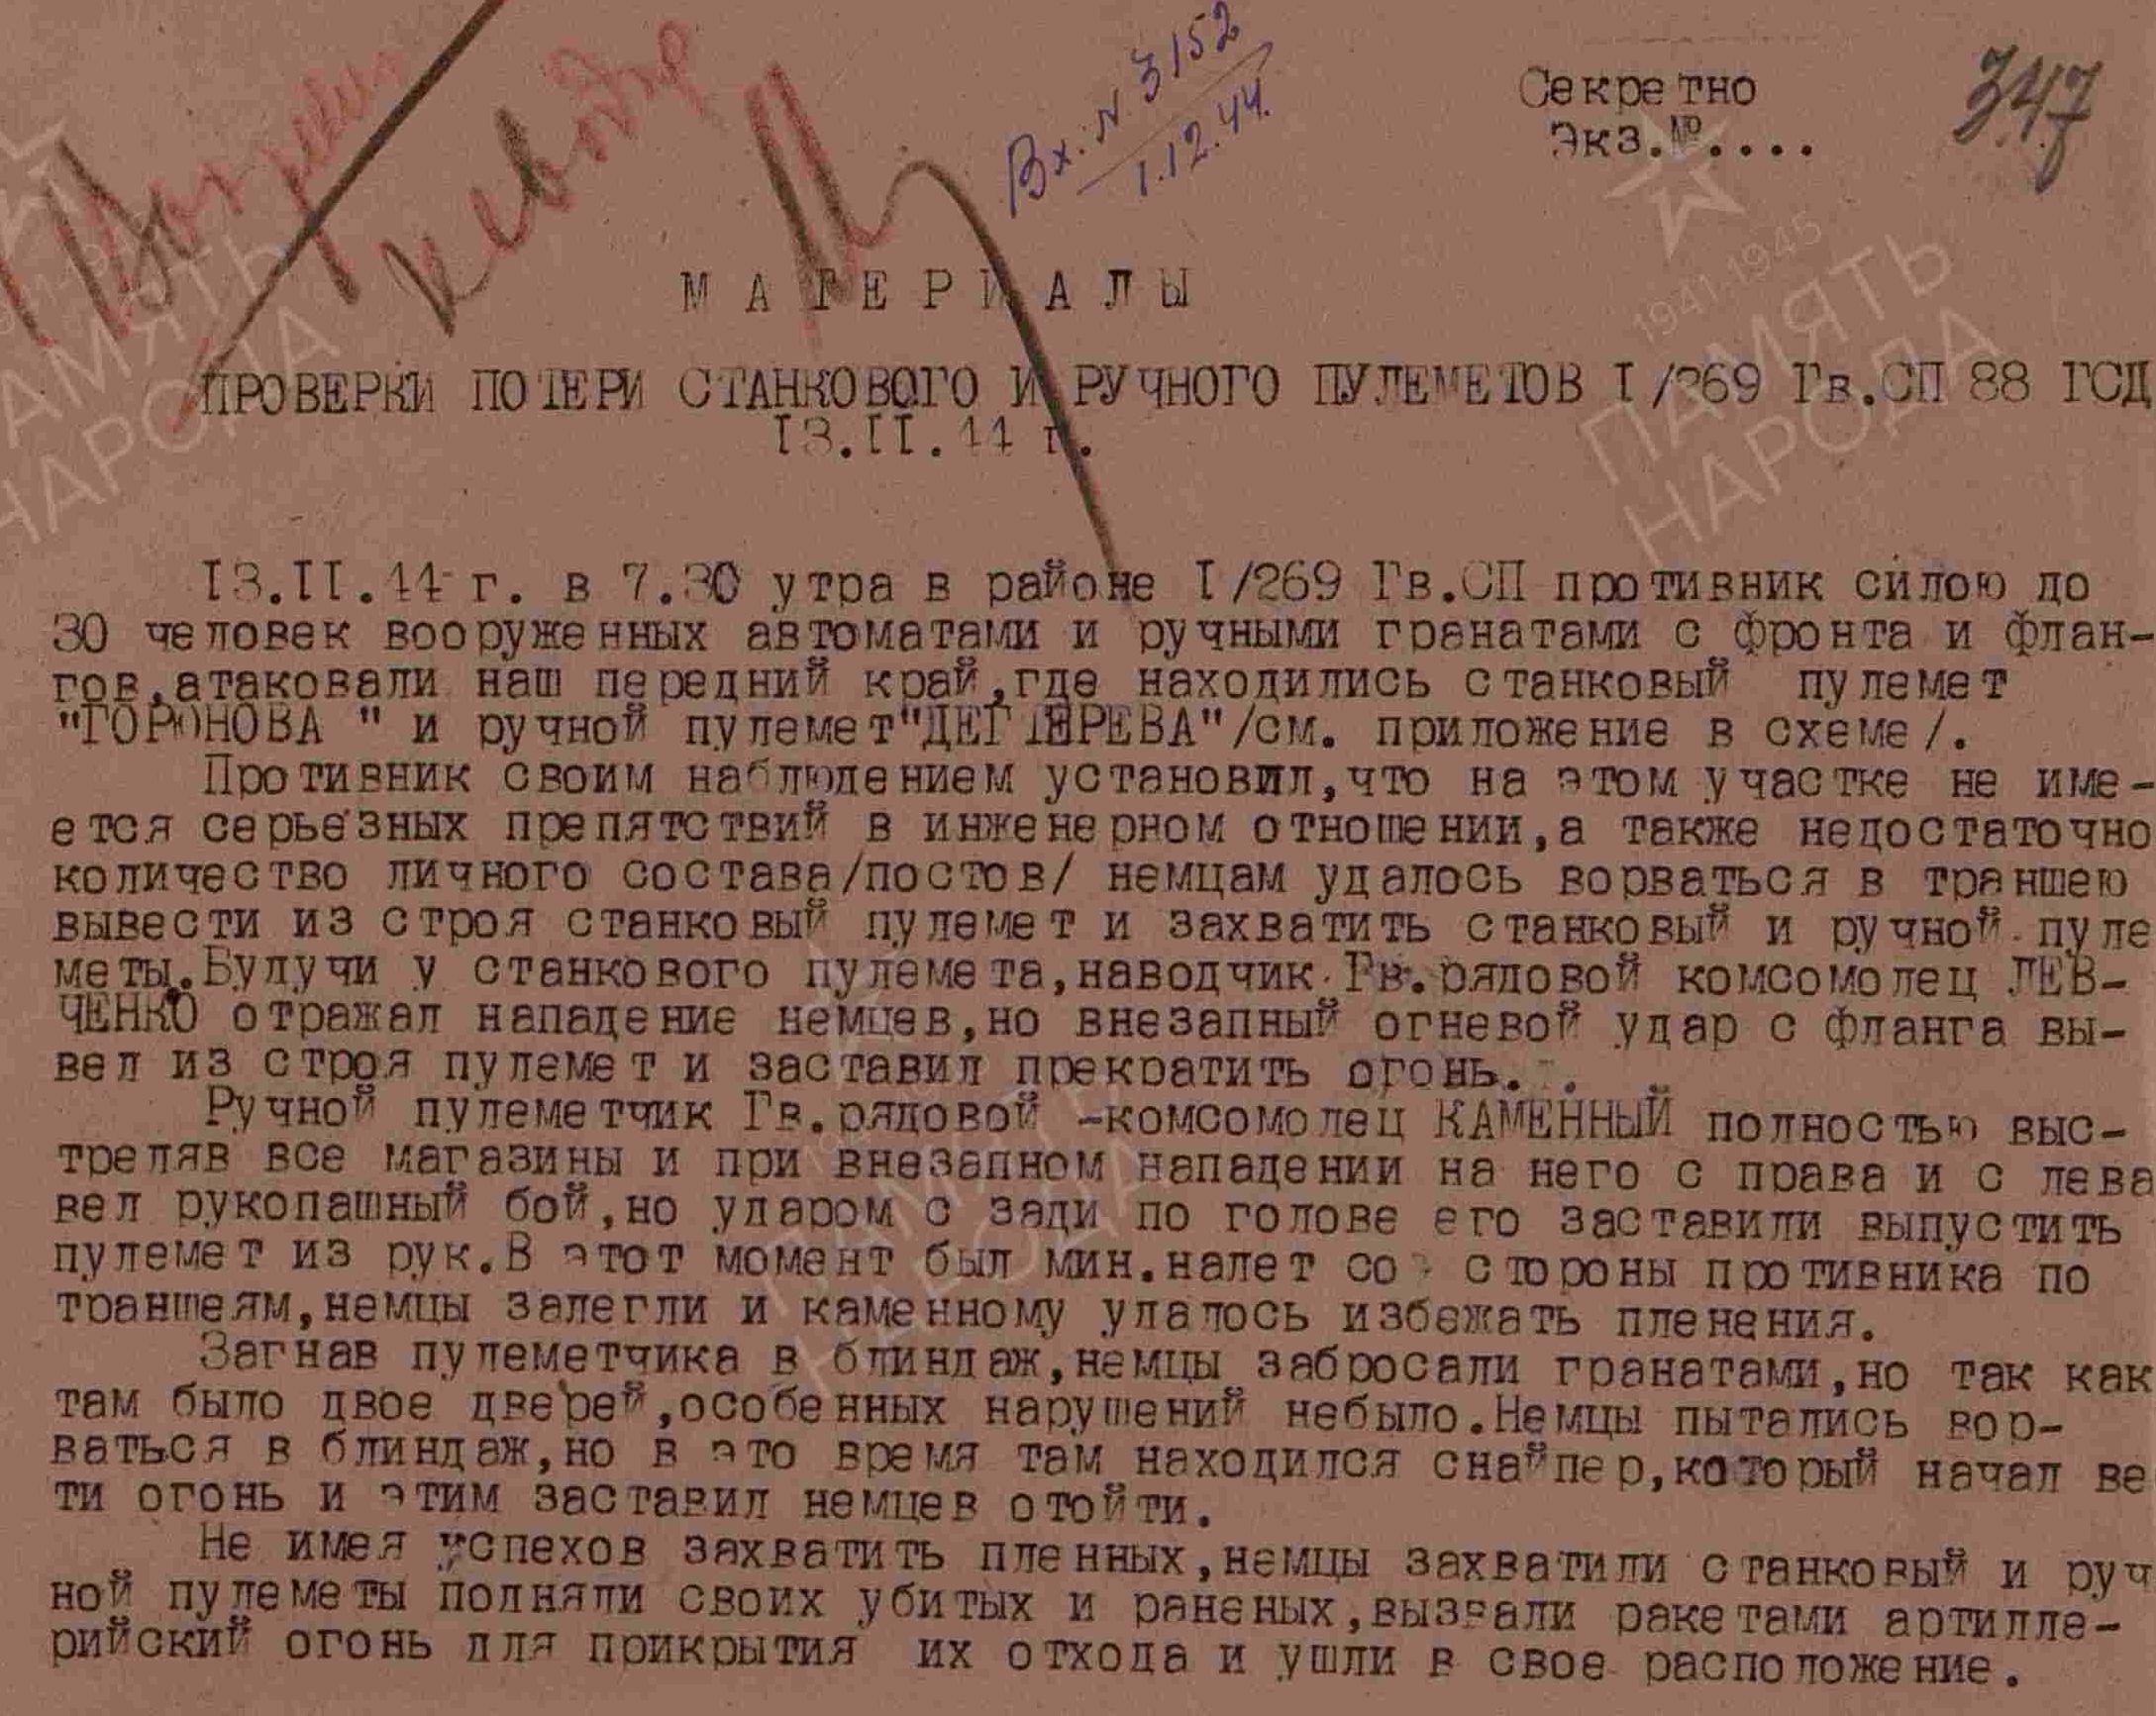 Вх. N 3152
1.12.44.
Секретно
Экз.№....
347
МАТЕРИАЛЫ
ПРОВЕРКИ ПОТЕРИ СТАНКОВОГО И РУЧНОГО ПУЛЕМЕТОВ I/269 Гв.СП 88 ГСД
13.II.44 г.
13.II.44 г. в 7.30 утра в районе I/269 Гв.СП противник силою до
30 человек вооруженных автоматами и ручными гранатами с фронта и флан-
гов,атаковали наш передний край,где находились станковый пулемет
"ГОРОНОВА " и ручной пулемет"ДЕГТЕРЕВА"/см. приложение в схеме/.
Противник своим наблюдением установил,что на этом участке не име-
ется серьезных препятствий в инженерном отношении,а также недостаточно
количество личного состава/постов/ немцам удалось ворваться в траншею
вывести из строя станковый пулемет и захватить станковый и ручной пуле
меты.Будучи у станкового пулемета,наводчик Гв.рядовой комсомолец ЛЕВ-
ЧЕНКО отражал нападение немцев,но внезапный огневой удар с фланга вы-
вел из строя пулемет и заставил прекратить огонь.
Ручной пулеметчик Гв.рядовой -комсомолец КАМЕННЫЙ полностью выс-
треляв все магазины и при внезапном нападении на него с права и с лева
вел рукопашный бой,но ударом с зади по голове его заставили выпустить
пулемет из рук.В этот момент был мин.налет со стороны противника по
траншеям,немцы залегли и каменному удалось избежать пленения.
Загнав пулеметчика в блиндаж,немцы забросали гранатами,но так как
там было двое дверей,особенных нарушений небыло.Немцы пытались вор-
ваться в блиндаж,но в это время там находился снайпер,который начал ве
ти огонь и этим заставил немцев отойти.
Не имея успехов захватить пленных,немцы захватили станковый и руч
ной пулеметы подняли своих убитых и раненых,вызвали ракетами артилле-
рийский огонь для прикрытия их отхода и ушли в свое расположение.
1941-1945
ПАМЯТЬ
НАРОДА